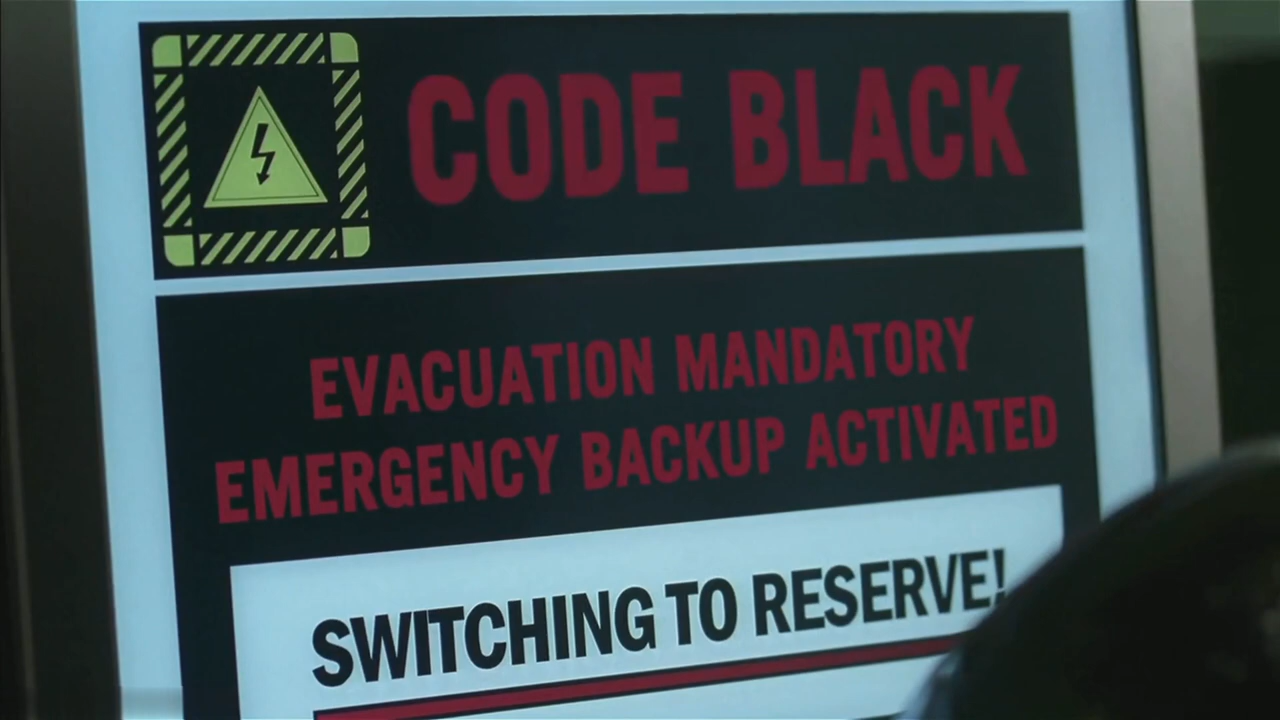 CODE BLACK
EVACUATION MANDATORY
EMERGENCY BACKUP ACTIVATED
SWITCHING TO RESERVE!